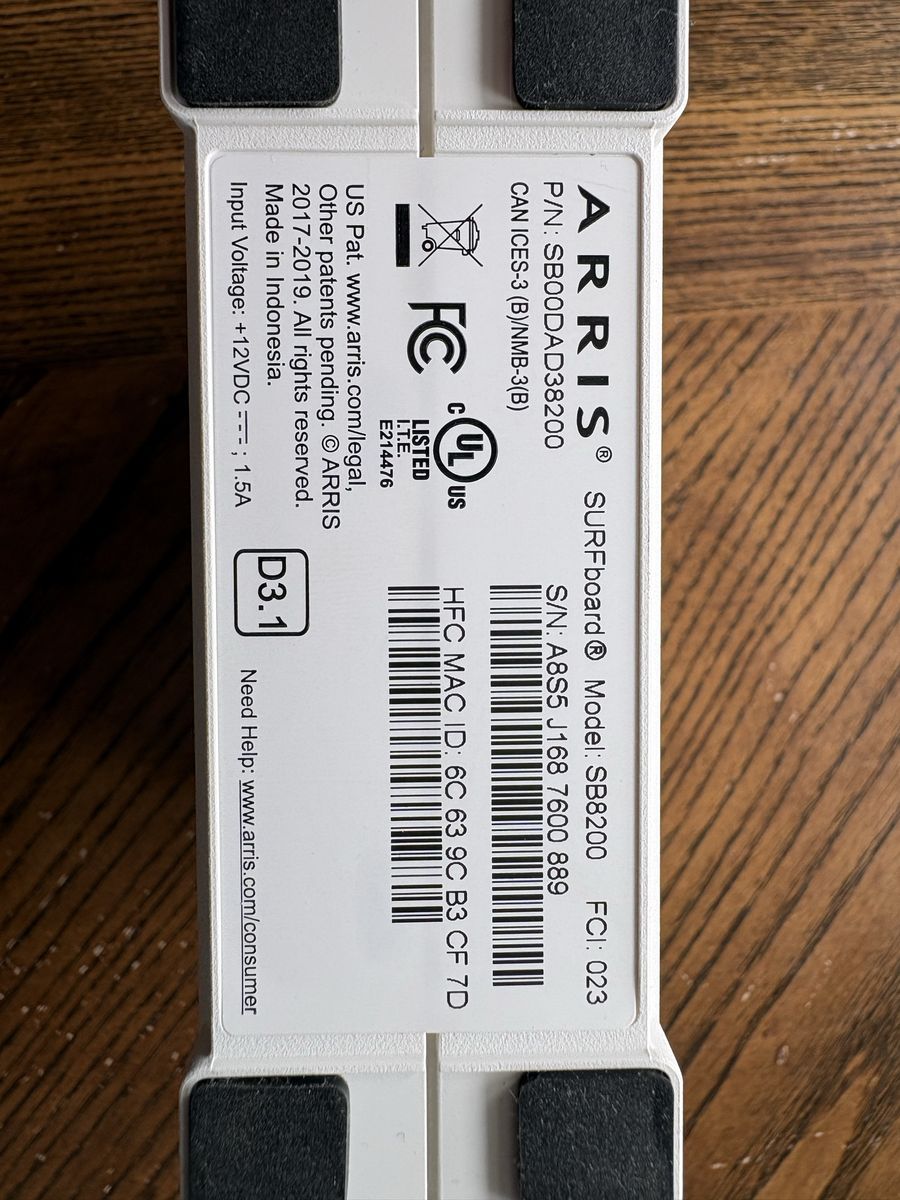 ARRIS® SURFboard® Model: SB8200 FCI: 023
P/N: SB00DAD38200
CAN ICES-3 (B)/NMB-3(B)
S/N: A8S5 J168 7600 889
FC
C UL US
LISTED
I.T.E.
E214476
HFC MAC ID: 6C 63 9C B3 CF 7D
US Pat. www.arris.com/legal,
Other patents pending. © ARRIS
2017-2019. All rights reserved.
Made in Indonesia.
Input Voltage: +12VDC ⎓ ; 1.5A
D3.1
Need Help: www.arris.com/consumer